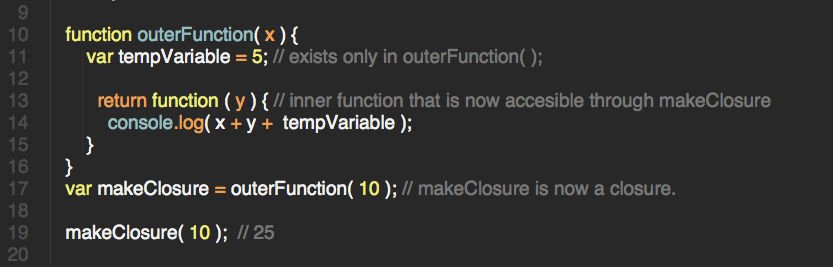 9
10 function outerFunction( x ) {
11 var tempVariable = 5; // exists only in outerFunction( );
12
13 return function ( y ) { // inner function that is now accesible through makeClosure
14 console.log( x + y + tempVariable );
15 }
16 }
17 var makeClosure = outerFunction( 10 ); // makeClosure is now a closure.
18
19 makeClosure( 10 ); // 25
20